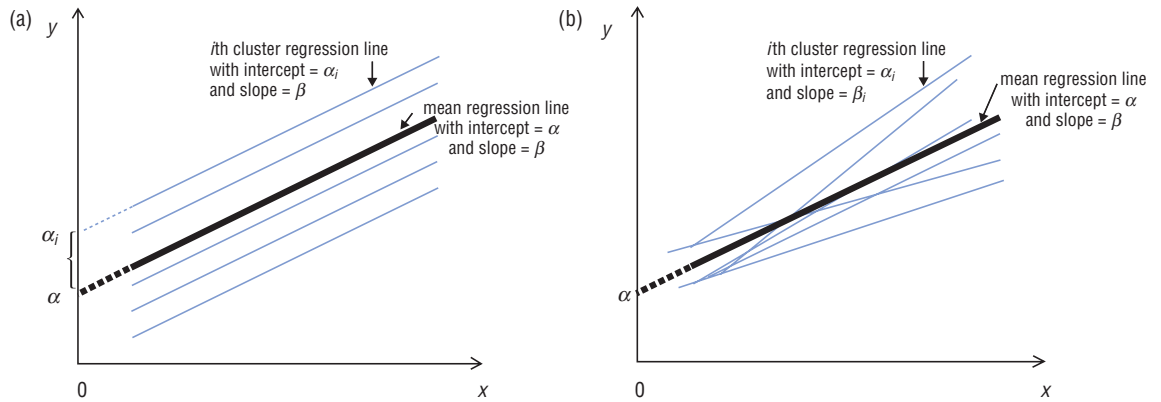 (a)
y
ith cluster regression line
with intercept = αi
and slope = β
mean regression line
with intercept = α
and slope = β
αi
α
0
x
(b)
y
ith cluster regression line
with intercept = αi
and slope = βi
mean regression line
with intercept = α
and slope = β
α
0
x